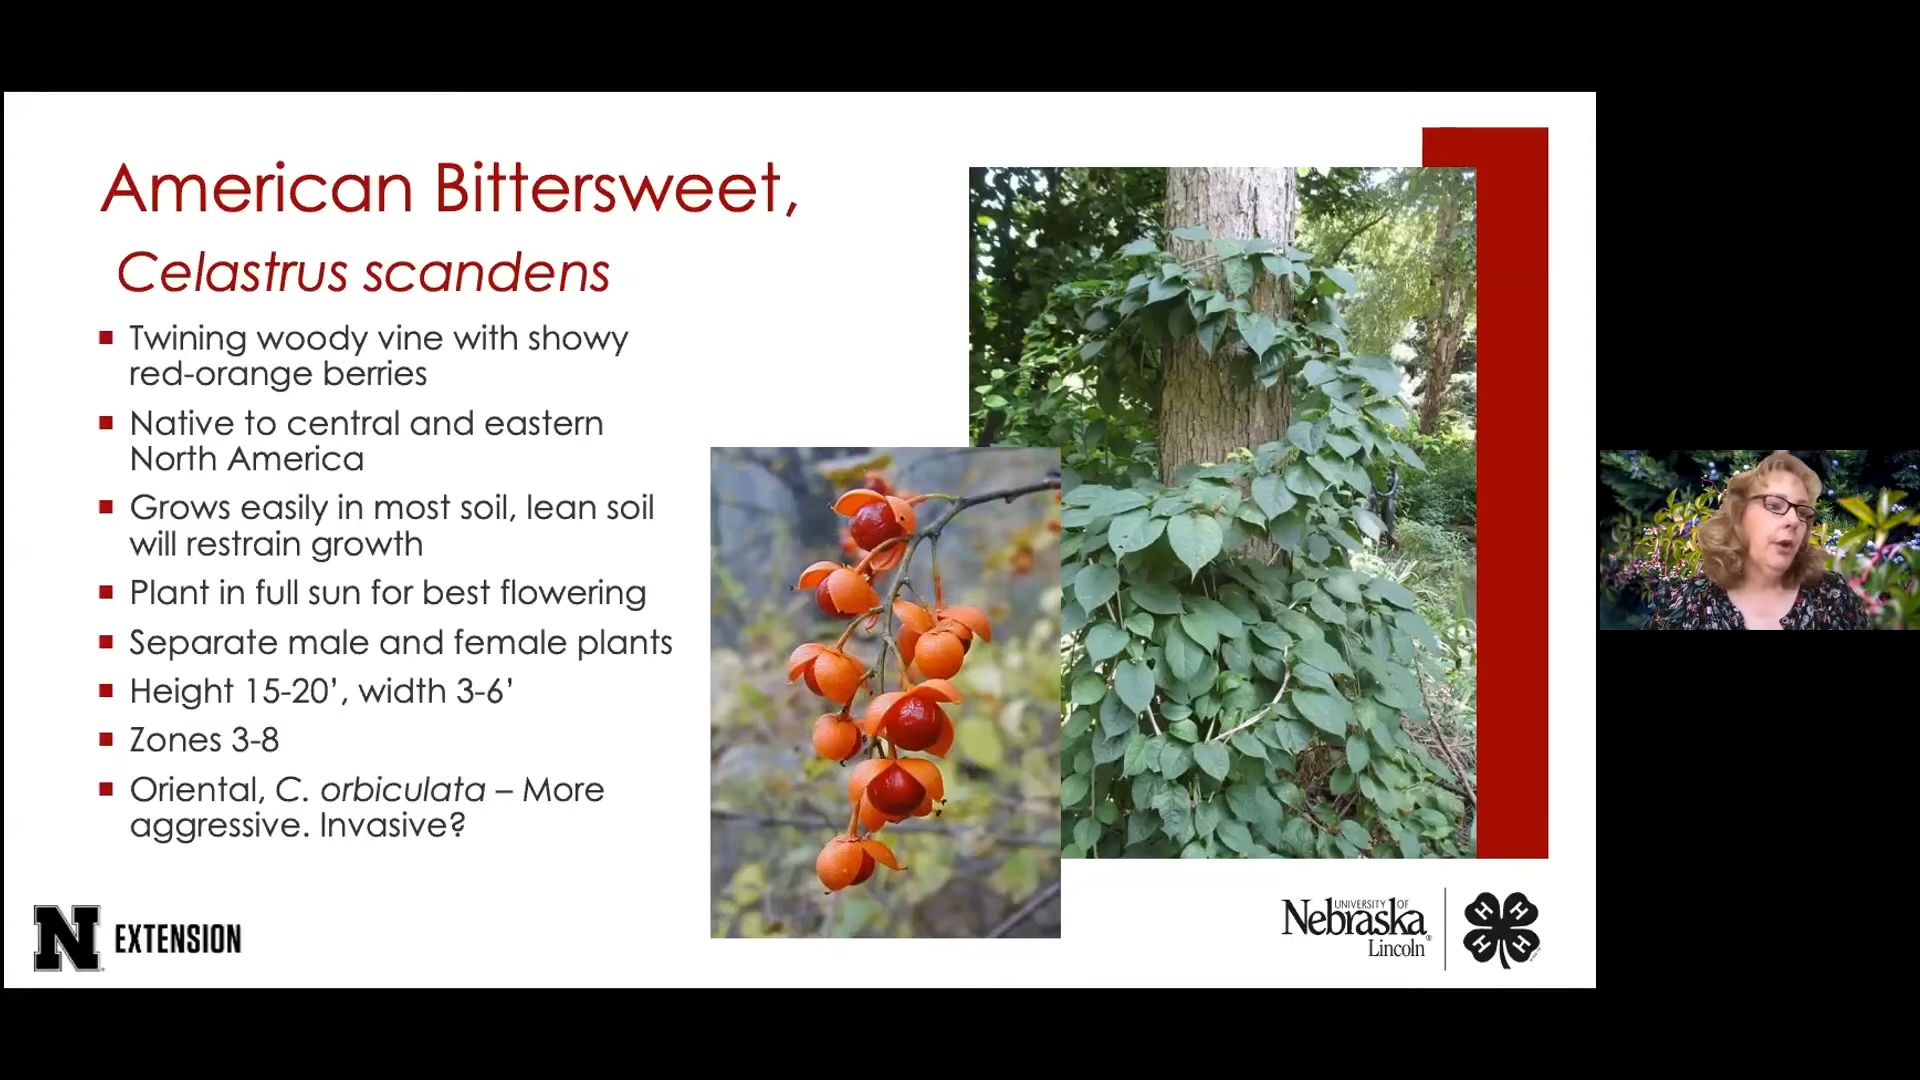 American Bittersweet,
Celastrus scandens
Twining woody vine with showy
red-orange berries
Native to central and eastern
North America
Grows easily in most soil, lean soil
will restrain growth
Plant in full sun for best flowering
Separate male and female plants
Height 15-20’, width 3-6’
Zones 3-8
Oriental, C. orbiculata – More
aggressive. Invasive?
N EXTENSION
UNIVERSITY OF
Nebraska
Lincoln
H H
H H